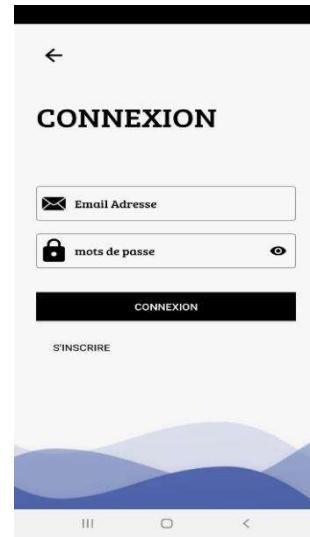 CONNEXION
Email Adresse
mots de passe
CONNEXION
S'INSCRIRE